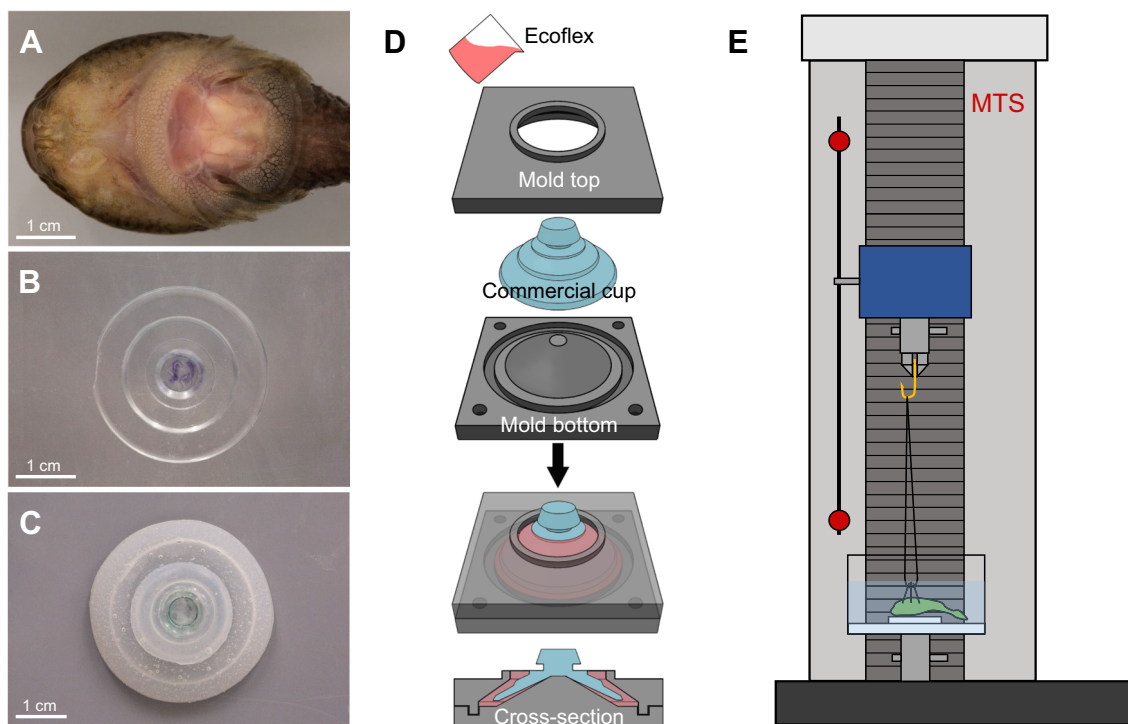 A
1 cm
B
1 cm
C
1 cm
D
Ecoflex
Mold top
Commercial cup
Mold bottom
Cross-section
E
MTS